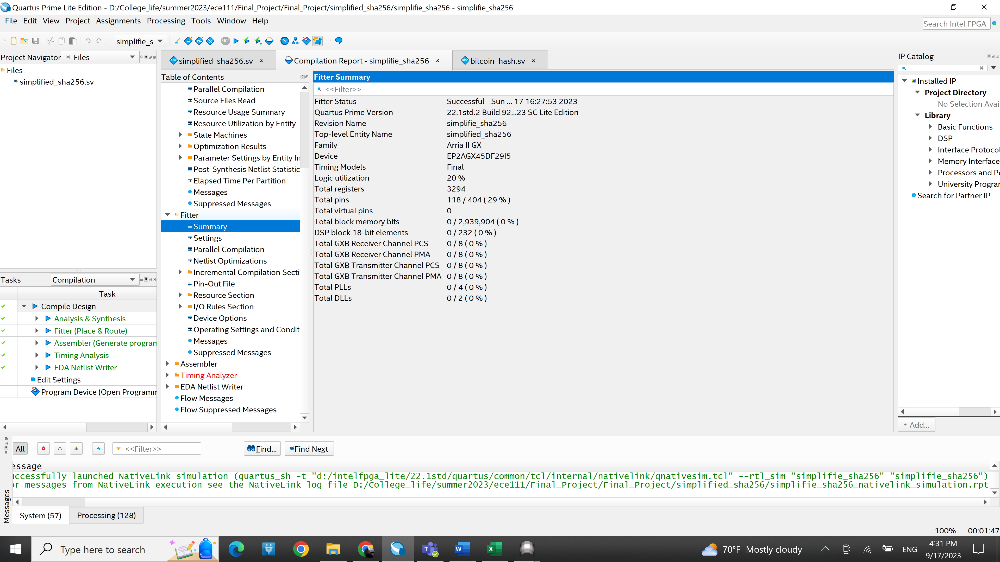 Quartus Prime Lite Edition - D:/College_life/summer2023/ece111/Final_Project/Final_Project/simplified_sha256/simplifie_sha256 - simplifie_sha256
File Edit View Project Assignments Processing Tools Window Help
Search Intel FPGA
simplifie_s
STOP
Project Navigator Files
Files
simplified_sha256.sv
Tasks Compilation
Task
Compile Design
Analysis & Synthesis
Fitter (Place & Route)
Assembler (Generate program
Timing Analysis
EDA Netlist Writer
Edit Settings
Program Device (Open Programm
abc simplified_sha256.sv
Compilation Report - simplifie_sha256
abc bitcoin_hash.sv
Table of Contents
Parallel Compilation
Source Files Read
Resource Usage Summary
Resource Utilization by Entity
State Machines
Optimization Results
Parameter Settings by Entity In
Post-Synthesis Netlist Statistic
Elapsed Time Per Partition
Messages
Suppressed Messages
Fitter
Summary
Settings
Parallel Compilation
Netlist Optimizations
Incremental Compilation Secti
Pin-Out File
Resource Section
I/O Rules Section
Device Options
Operating Settings and Condit
Messages
Suppressed Messages
Assembler
Timing Analyzer
EDA Netlist Writer
Flow Messages
Flow Suppressed Messages
Fitter Summary
<<Filter>>
Fitter Status Successful - Sun ... 17 16:27:53 2023
Quartus Prime Version 22.1std.2 Build 92...23 SC Lite Edition
Revision Name simplifie_sha256
Top-level Entity Name simplified_sha256
Family Arria II GX
Device EP2AGX45DF29I5
Timing Models Final
Logic utilization 20 %
Total registers 3294
Total pins 118 / 404 ( 29 % )
Total virtual pins 0
Total block memory bits 0 / 2,939,904 ( 0 % )
DSP block 18-bit elements 0 / 232 ( 0 % )
Total GXB Receiver Channel PCS 0 / 8 ( 0 % )
Total GXB Receiver Channel PMA 0 / 8 ( 0 % )
Total GXB Transmitter Channel PCS 0 / 8 ( 0 % )
Total GXB Transmitter Channel PMA 0 / 8 ( 0 % )
Total PLLs 0 / 4 ( 0 % )
Total DLLs 0 / 2 ( 0 % )
IP Catalog
Installed IP
Project Directory
No Selection Avai
Library
Basic Functions
DSP
Interface Protoco
Memory Interface
Processors and Pe
University Progra
Search for Partner IP
+ Add...
All
<<Filter>>
Find...
Find Next
essage
uccessfully launched NativeLink simulation (quartus_sh -t "d:/intelfpga_lite/22.1std/quartus/common/tcl/internal/nativelink/qnativesim.tcl" --rtl_sim "simplifie_sha256" "simplifie_sha256")
or messages from NativeLink execution see the NativeLink log file D:/College_life/summer2023/ece111/Final_Project/Final_Project/simplified_sha256/simplifie_sha256_nativelink_simulation.rpt
Messages
System (57)
Processing (128)
100% 00:01:47
Type here to search
70°F Mostly cloudy
ENG
4:31 PM
9/17/2023